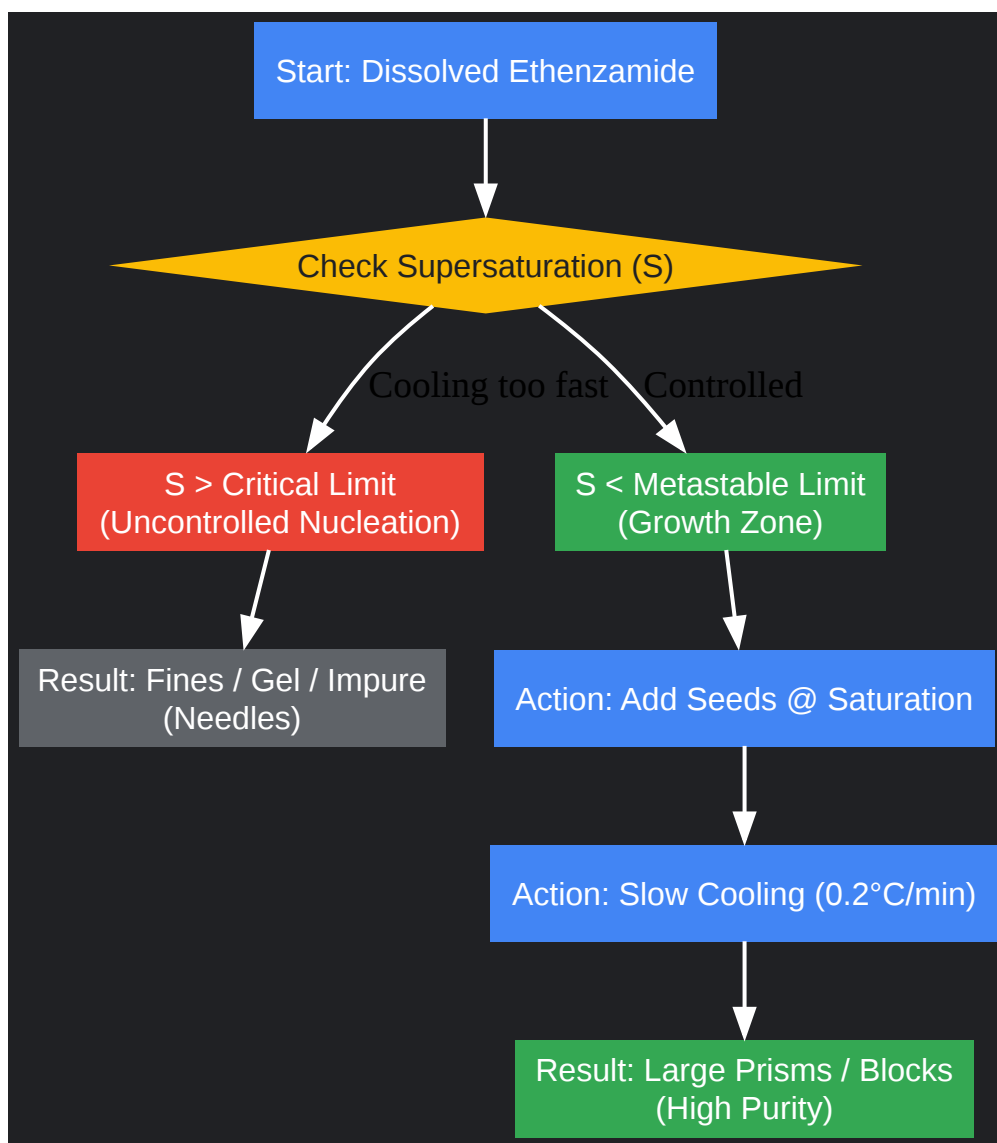 Start: Dissolved Ethenzamide
Check Supersaturation (S)
Cooling too fast
Controlled
S > Critical Limit
(Uncontrolled Nucleation)
S < Metastable Limit
(Growth Zone)
Result: Fines / Gel / Impure
(Needles)
Action: Add Seeds @ Saturation
Action: Slow Cooling (0.2°C/min)
Result: Large Prisms / Blocks
(High Purity)